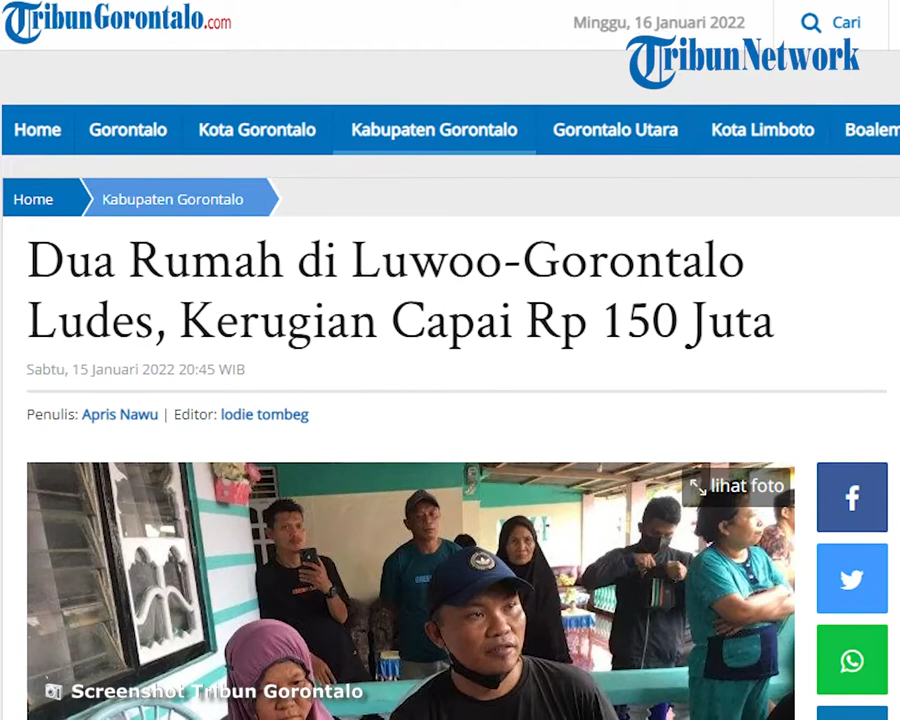 TribunGorontalo.com
Minggu, 16 Januari 2022
Cari
TribunNetwork
Home
Gorontalo
Kota Gorontalo
Kabupaten Gorontalo
Gorontalo Utara
Kota Limboto
Boalem
Home
Kabupaten Gorontalo
Dua Rumah di Luwoo-Gorontalo
Ludes, Kerugian Capai Rp 150 Juta
Sabtu, 15 Januari 2022 20:45 WIB
Penulis: Apris Nawu | Editor: lodie tombeg
lihat foto
Screenshot Tribun Gorontalo